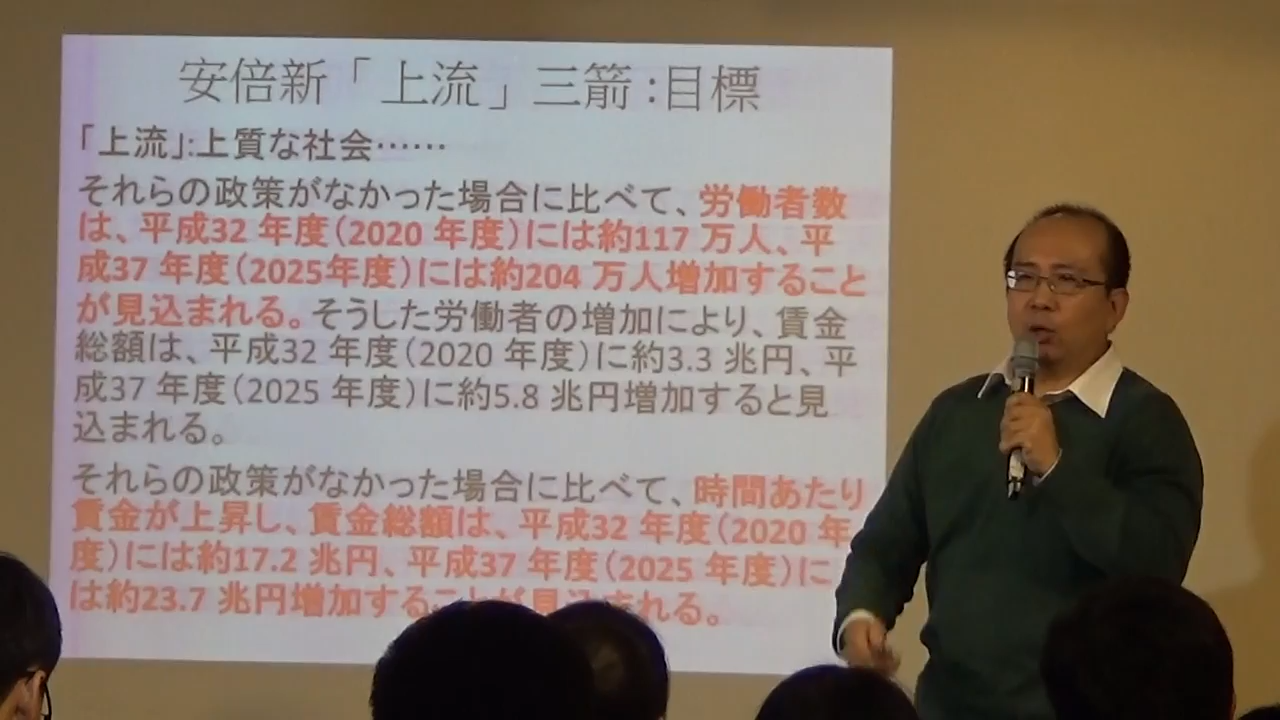 安倍新「上流」三箭:目標
「上流」:上質な社会……
それらの政策がなかった場合に比べて、労働者数
は、平成32 年度(2020 年度)には約117 万人、平
成37 年度(2025年度)には約204 万人増加すること
が見込まれる。そうした労働者の増加により、賃金
総額は、平成32 年度(2020 年度)に約3.3 兆円、平
成37 年度(2025 年度)に約5.8 兆円増加すると見
込まれる。
それらの政策がなかった場合に比べて、時間あたり
賃金が上昇し、賃金総額は、平成32 年度(2020 年
度)には約17.2 兆円、平成37 年度(2025 年度)に
は約23.7 兆円増加することが見込まれる。